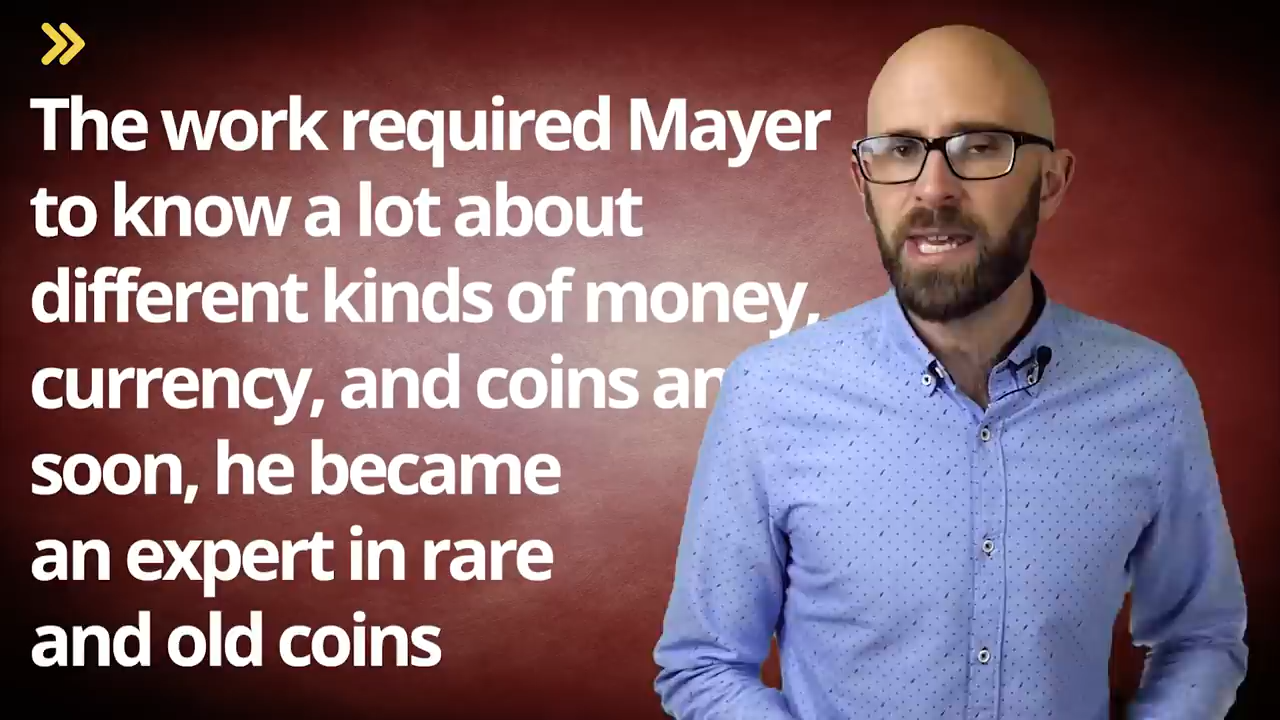 The work required Mayer
to know a lot about
different kinds of money,
currency, and coins an
soon, he became
an expert in rare
and old coins